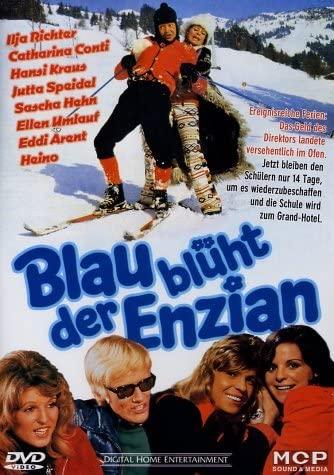 Ilja Richter
Catharina Conti
Hansi Kraus
Jutta Speidel
Sascha Hehn
Ellen Umlauf
Eddi Arent
Heino
Ereignisreiche Ferien:
Das Geld des
Direktors landete
versehentlich im Ofen.
Jetzt bleiben den
Schülern nur 14 Tage,
um es wiederzubeschaffen
und die Schule wird
zum Grand-Hotel.
Blau blüht
der Enzian
DVD
VIDEO
DIGITAL HOME ENTERTAINMENT
MCP
SOUND & MEDIA